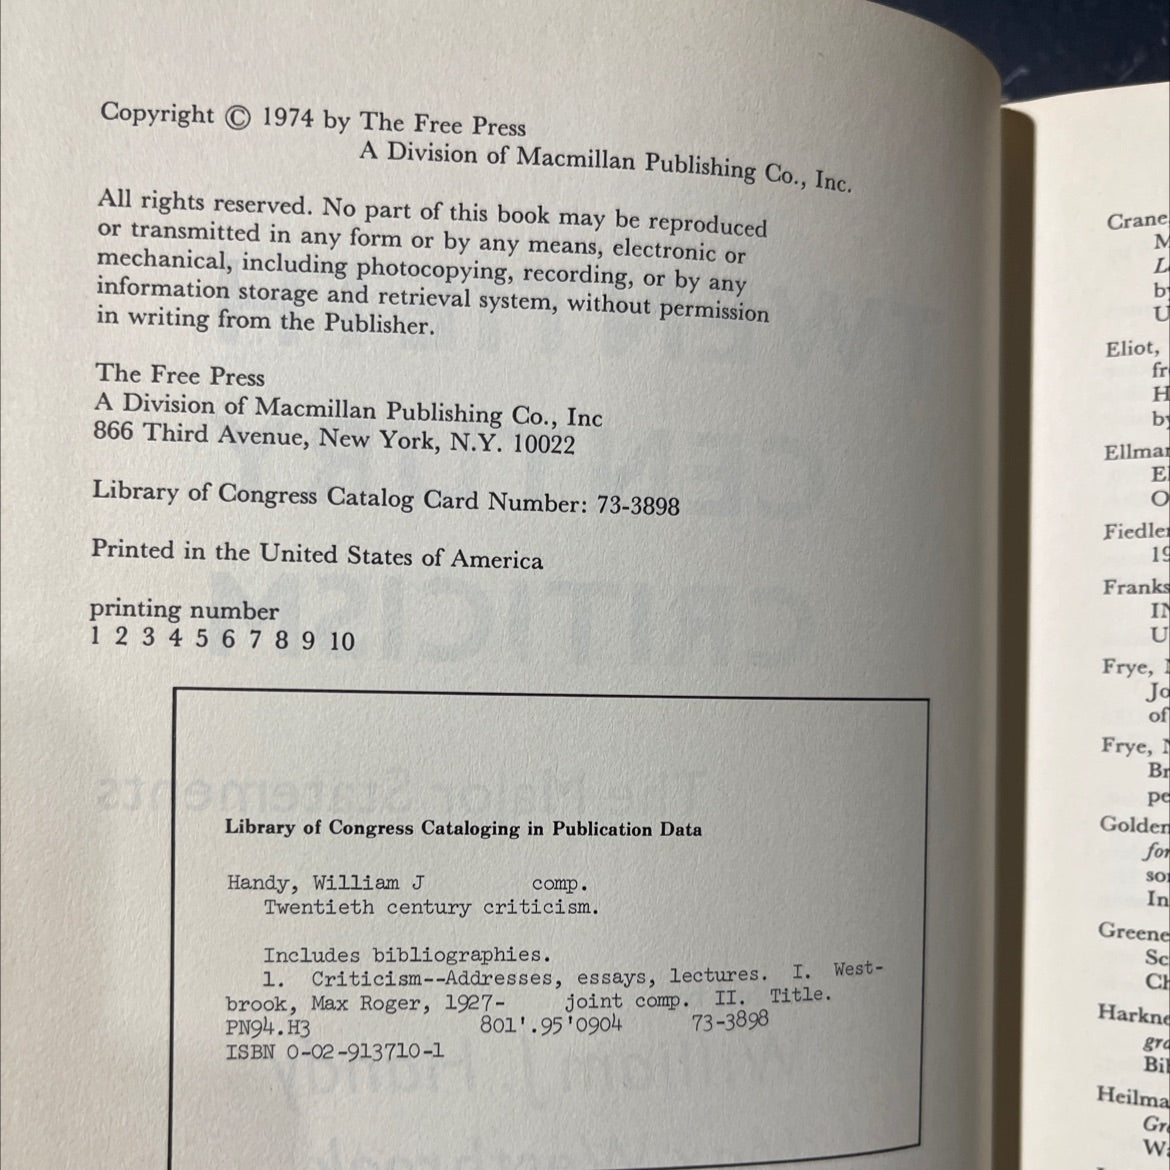 Copyright © 1974 by The Free Press
A Division of Macmillan Publishing Co., Inc.
All rights reserved. No part of this book may be reproduced
or transmitted in any form or by any means, electronic or
mechanical, including photocopying, recording, or by any
information storage and retrieval system, without permission
in writing from the Publisher.
The Free Press
A Division of Macmillan Publishing Co., Inc
866 Third Avenue, New York, N.Y. 10022
Library of Congress Catalog Card Number: 73-3898
Printed in the United States of America
printing number
1 2 3 4 5 6 7 8 9 10
Library of Congress Cataloging in Publication Data
Handy, William J comp.
Twentieth century criticism.
Includes bibliographies.
1. Criticism--Addresses, essays, lectures. I. West-
brook, Max Roger, 1927- joint comp. II. Title.
PN94.H3 801'.95'0904 73-3898
ISBN 0-02-913710-1
Crane
Eliot,
by
Frye,
Jo
of
Frye,
Greene